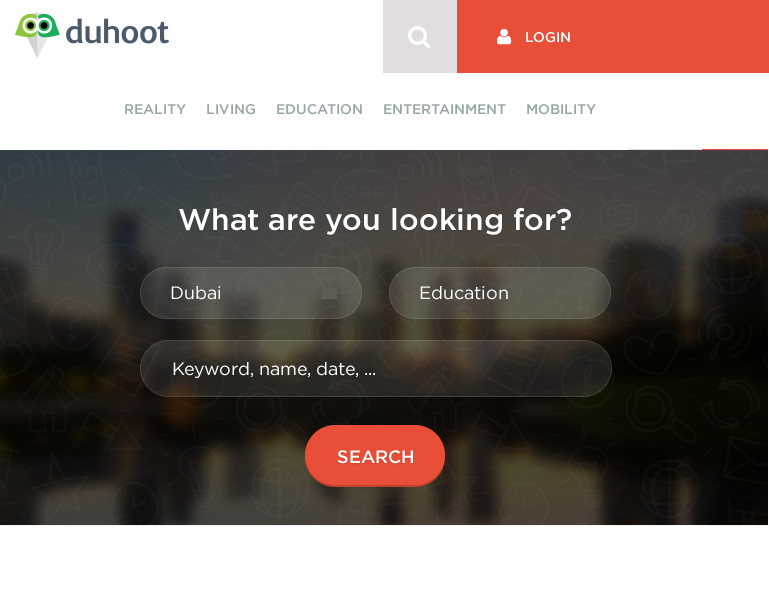 duhoot
LOGIN
REALITY LIVING EDUCATION ENTERTAINMENT MOBILITY
What are you looking for?
Dubai Education
Keyword, name, date, ...
SEARCH